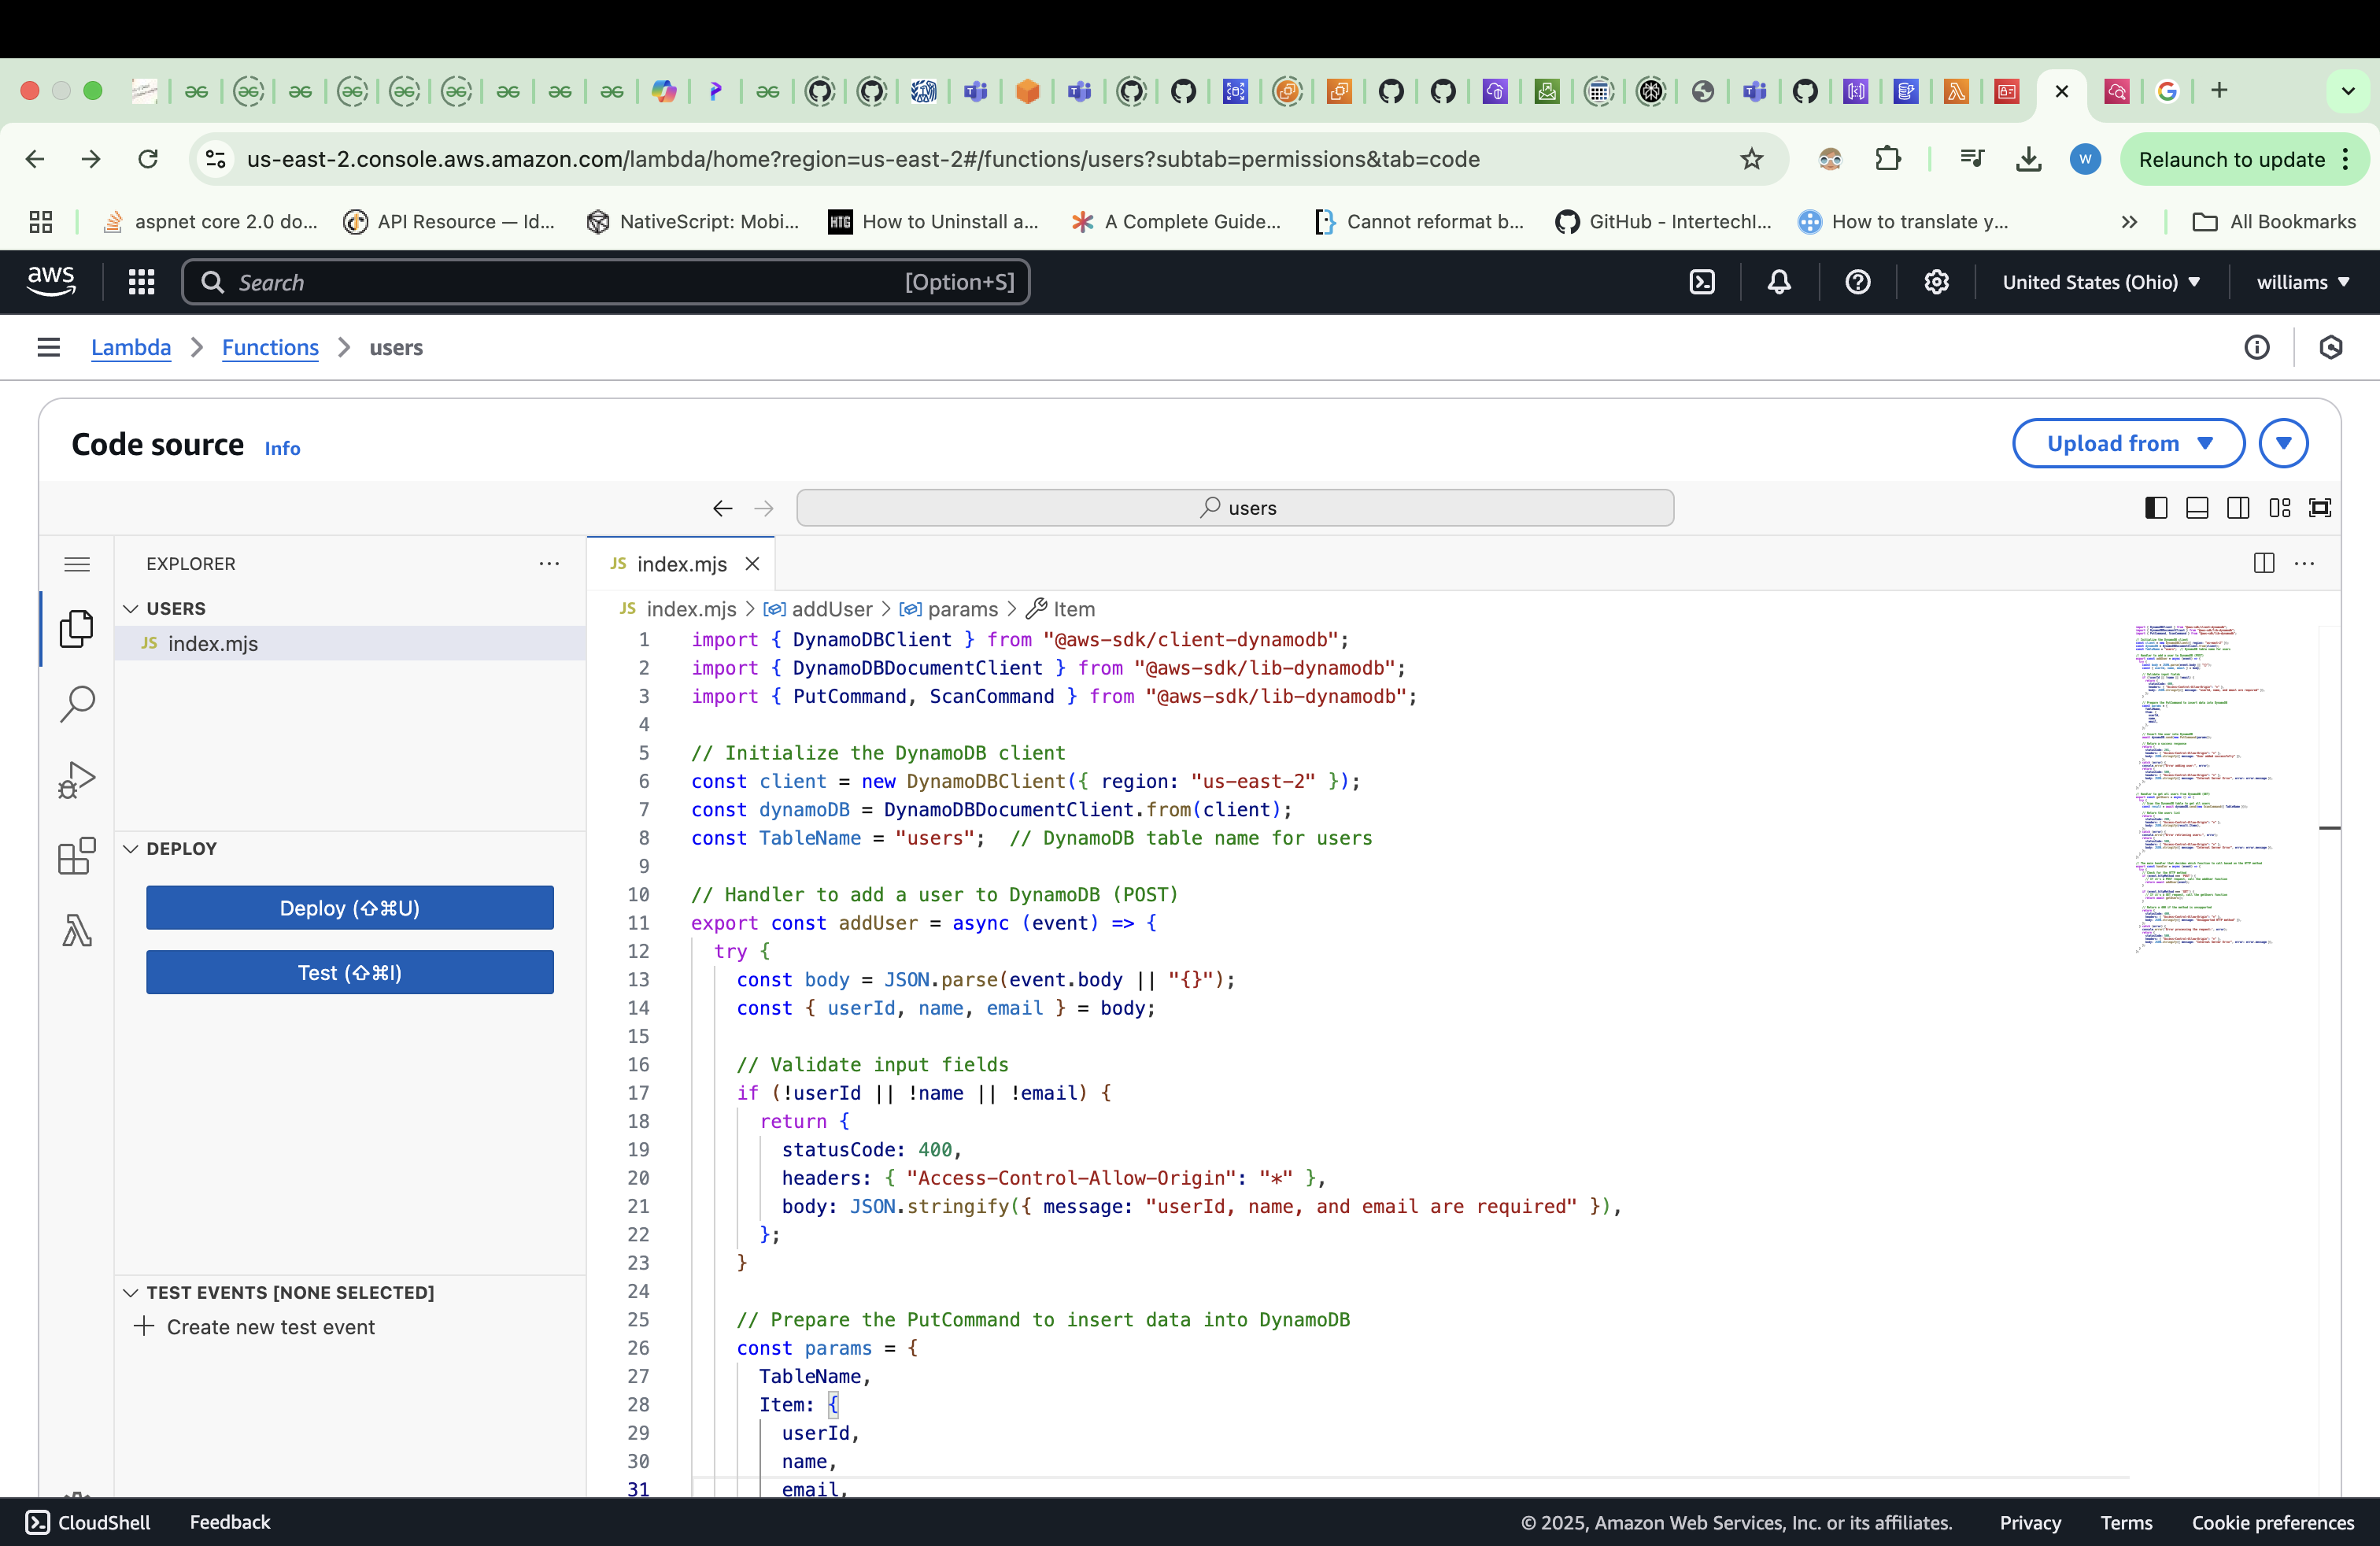 us-east-2.console.aws.amazon.com/lambda/home?region=us-east-2#/functions/users?subtab=permissions&tab=code
W
Relaunch to update
aspnet core 2.0 do...
API Resource — Id...
NativeScript: Mobi...
HTG
How to Uninstall a...
A Complete Guide...
Cannot reformat b...
GitHub - Intertechl...
How to translate y...
All Bookmarks
aws
Search
[Option+S]
United States (Ohio)
williams
Lambda
Functions
users
Code source
Info
Upload from
users
EXPLORER
JS index.mjs
USERS
JS index.mjs
DEPLOY
Deploy (⇧⌘U)
Test (⇧⌘I)
TEST EVENTS [NONE SELECTED]
Create new test event
JS index.mjs > addUser > params > Item
1 import { DynamoDBClient } from "@aws-sdk/client-dynamodb";
2 import { DynamoDBDocumentClient } from "@aws-sdk/lib-dynamodb";
3 import { PutCommand, ScanCommand } from "@aws-sdk/lib-dynamodb";
4
5 // Initialize the DynamoDB client
6 const client = new DynamoDBClient({ region: "us-east-2" });
7 const dynamoDB = DynamoDBDocumentClient.from(client);
8 const TableName = "users";  // DynamoDB table name for users
9
10 // Handler to add a user to DynamoDB (POST)
11 export const addUser = async (event) => {
12   try {
13     const body = JSON.parse(event.body || "{}");
14     const { userId, name, email } = body;
15
16     // Validate input fields
17     if (!userId || !name || !email) {
18       return {
19         statusCode: 400,
20         headers: { "Access-Control-Allow-Origin": "*" },
21         body: JSON.stringify({ message: "userId, name, and email are required" }),
22       };
23     }
24
25     // Prepare the PutCommand to insert data into DynamoDB
26     const params = {
27       TableName,
28       Item: {
29         userId,
30         name,
31         email,
CloudShell
Feedback
© 2025, Amazon Web Services, Inc. or its affiliates.
Privacy
Terms
Cookie preferences